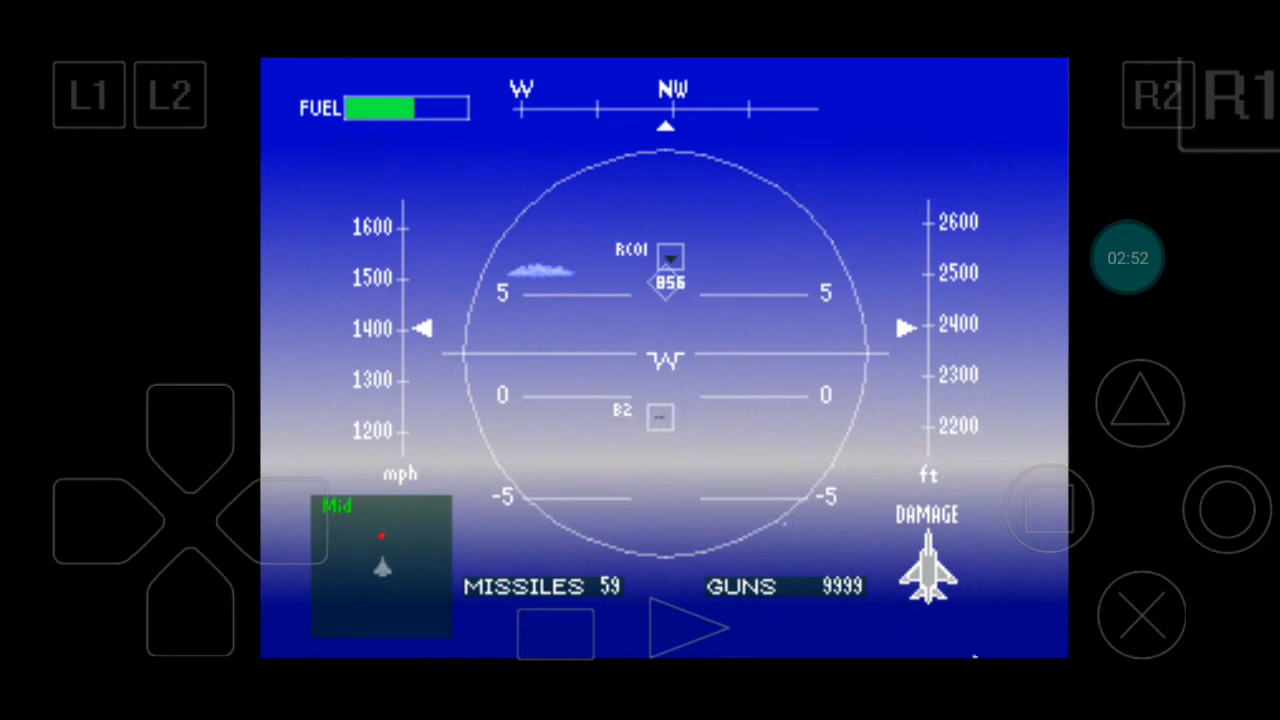 L1 L2 R2 R1
FUEL W NW
1600 2600
RC01
02:52
1500 2500
856
5 5
1400 2400
1300 2300
0 0
B2
1200 2200
mph ft
-5 -5
Mid
DAMAGE
MISSILES 59 GUNS 9999